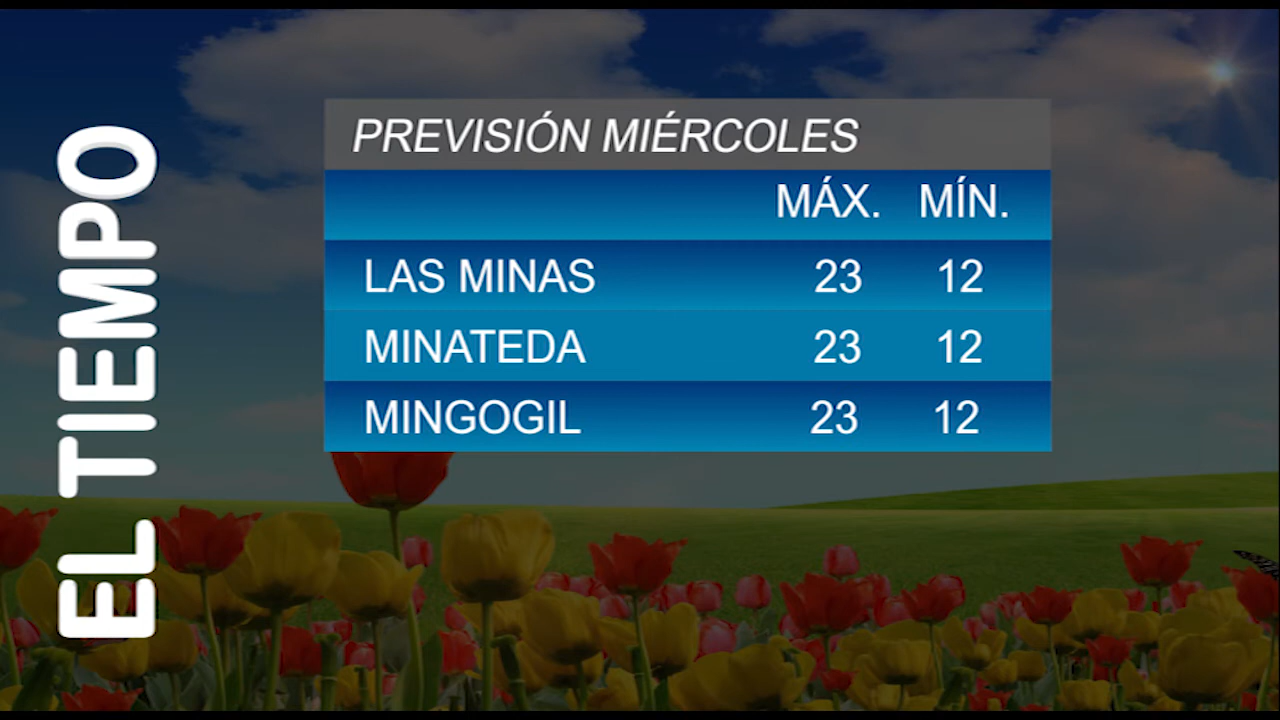 EL TIEMPO
PREVISIÓN MIÉRCOLES
MÁX. MÍN.
LAS MINAS 23 12
MINATEDA 23 12
MINGOGIL 23 12